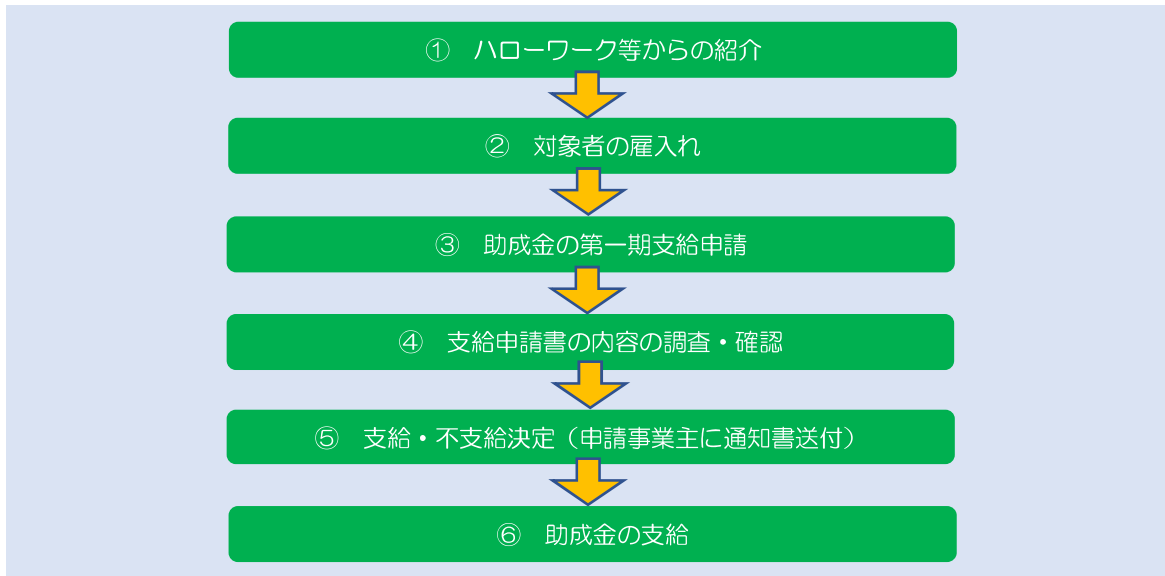 ① ハローワーク等からの紹介
② 対象者の雇入れ
③ 助成金の第一期支給申請
④ 支給申請書の内容の調査・確認
⑤ 支給・不支給決定（申請事業主に通知書送付）
⑥ 助成金の支給